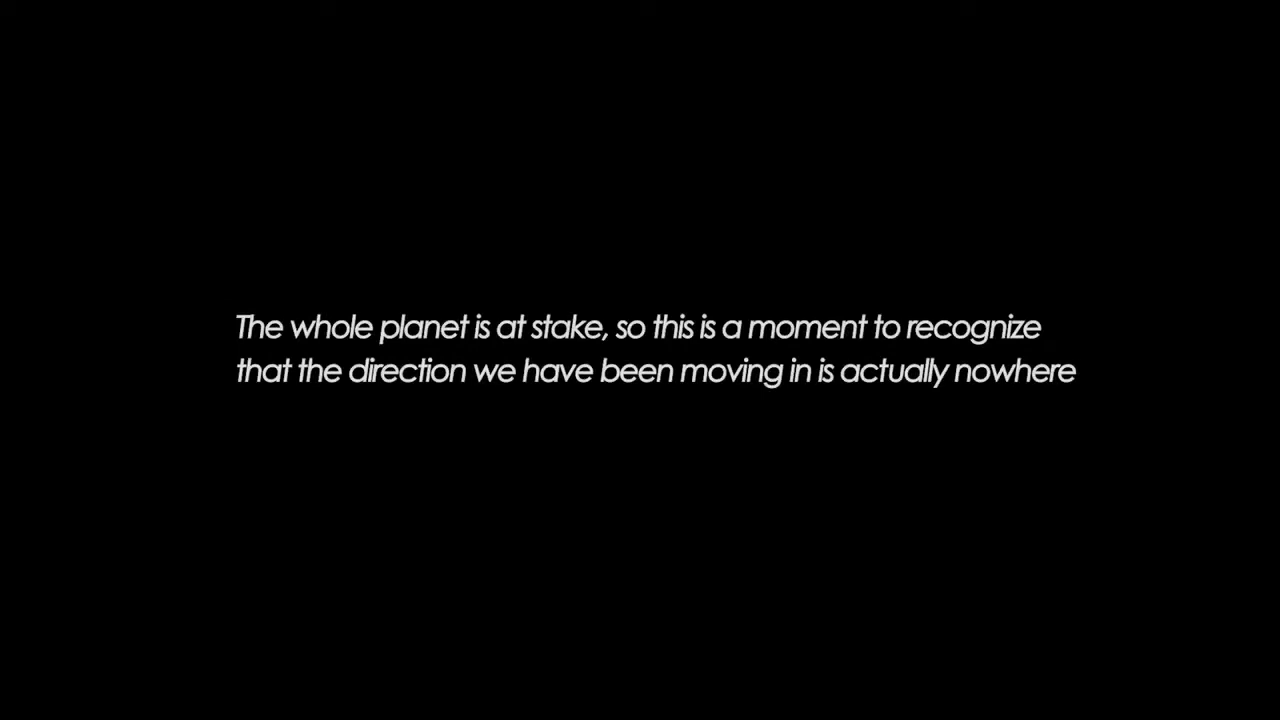 The whole planet is at stake, so this is a moment to recognize
that the direction we have been moving in is actually nowhere